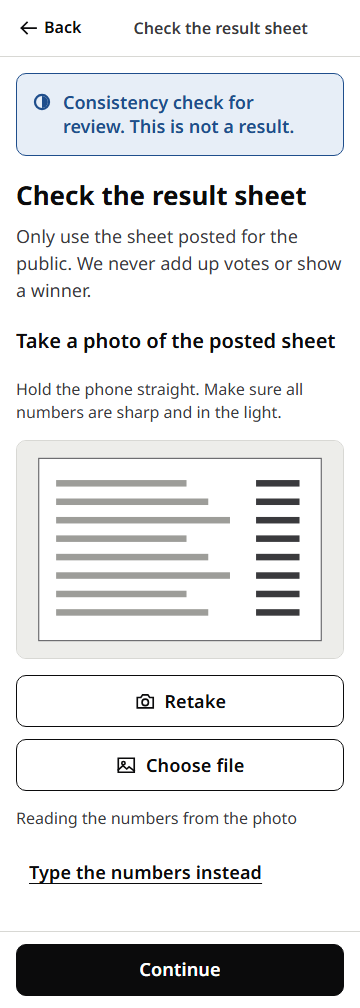 Back
Check the result sheet
Consistency check for
review. This is not a result.
Check the result sheet
Only use the sheet posted for the
public. We never add up votes or show
a winner.
Take a photo of the posted sheet
Hold the phone straight. Make sure all
numbers are sharp and in the light.
Retake
Choose file
Reading the numbers from the photo
Type the numbers instead
Continue